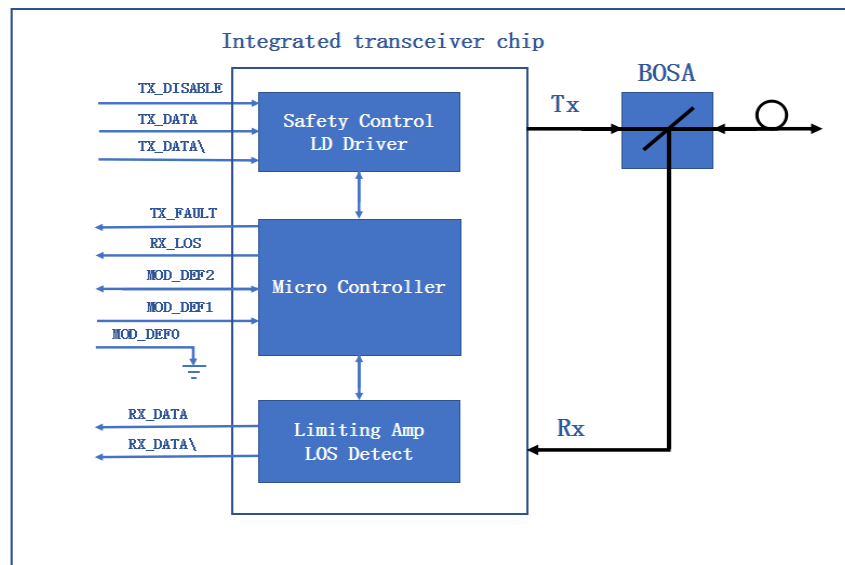 Integrated transceiver chip
BOSA
TX_DISABLE
TX_DATA
TX_DATA\
Safety Control
LD Driver
Tx
TX_FAULT
RX_LOS
MOD_DEF2
MOD_DEF1
MOD_DEF0
Micro Controller
RX_DATA
RX_DATA\
Limiting Amp
LOS Detect
Rx